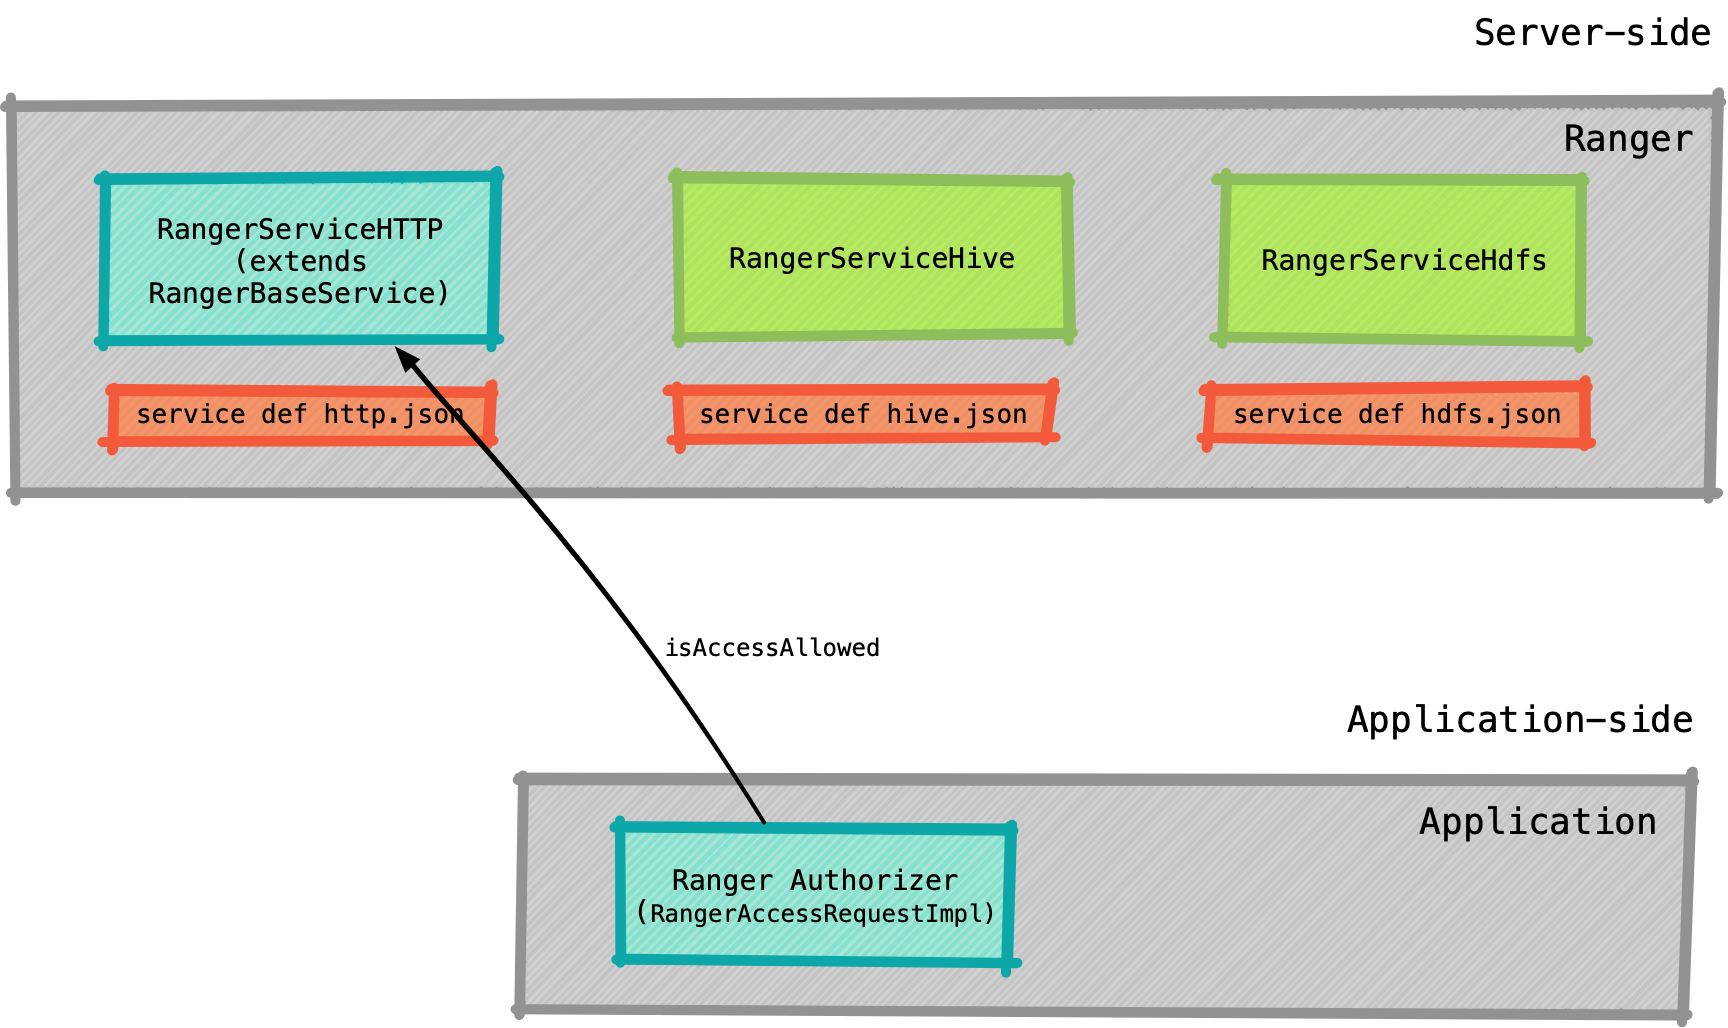 Server-side
Ranger
RangerServiceHTTP
(extends
RangerBaseService)
RangerServiceHive
RangerServiceHdfs
service def http.json
service def hive.json
service def hdfs.json
isAccessAllowed
Application-side
Application
Ranger Authorizer
(RangerAccessRequestImpl)